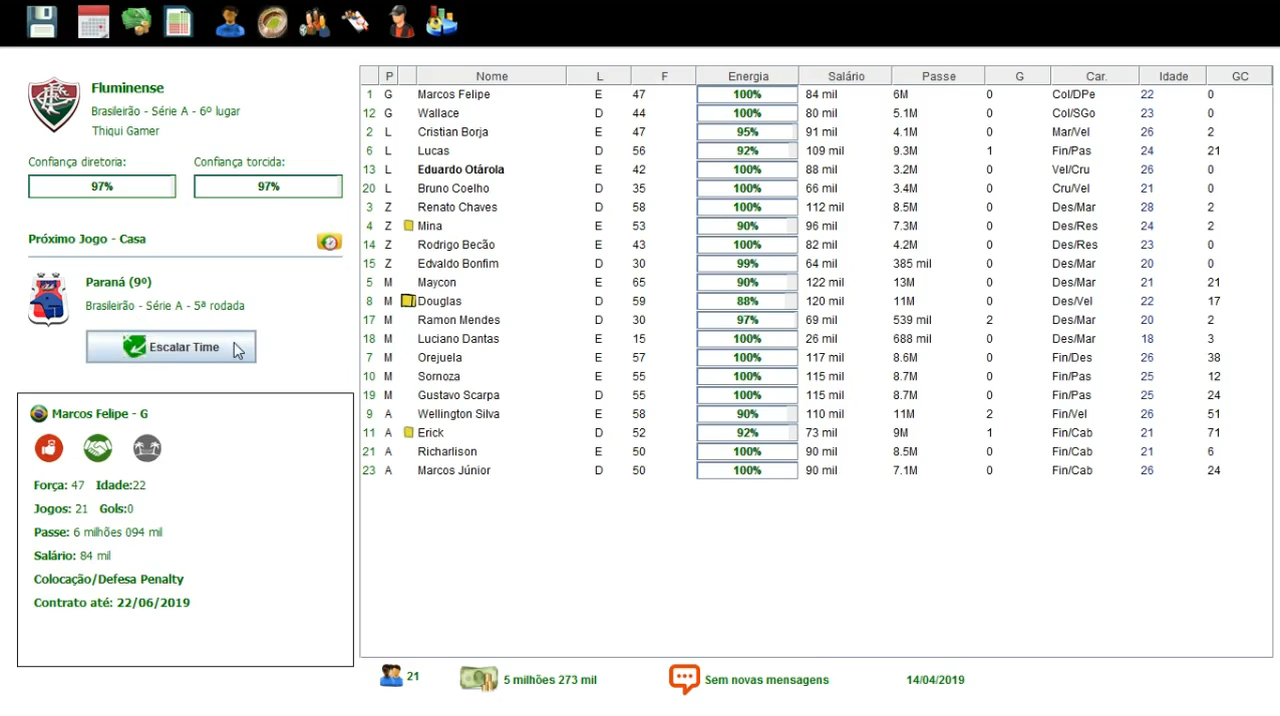 Fluminense
Brasileirão - Série A - 6º lugar
Thiqui Gamer
Confiança diretoria: Confiança torcida:
97% 97%
Próximo Jogo - Casa
Paraná (9º)
Brasileirão - Série A - 5ª rodada
Escalar Time
Marcos Felipe - G
Força: 47 Idade:22
Jogos: 21 Gols:0
Passe: 6 milhões 094 mil
Salário: 84 mil
Colocação/Defesa Penalty
Contrato até: 22/06/2019
P Nome L F Energia Salário Passe G Car. Idade GC
1 G Marcos Felipe E 47 100% 84 mil 6M 0 Col/DPe 22 0
12 G Wallace D 44 100% 80 mil 5.1M 0 Col/SGo 23 0
2 L Cristian Borja E 47 95% 91 mil 4.1M 0 Mar/Vel 26 2
6 L Lucas D 56 92% 109 mil 9.3M 1 Fin/Pas 24 21
13 L Eduardo Otárola E 42 100% 88 mil 3.2M 0 Vel/Cru 26 0
20 L Bruno Coelho D 35 100% 66 mil 3.4M 0 Cru/Vel 21 0
3 Z Renato Chaves D 58 100% 112 mil 8.5M 0 Des/Mar 28 2
4 Z Mina E 53 90% 96 mil 7.3M 0 Des/Res 24 2
14 Z Rodrigo Becão E 43 100% 82 mil 4.2M 0 Des/Res 23 0
15 Z Edvaldo Bonfim D 30 99% 64 mil 385 mil 0 Des/Mar 20 0
5 M Maycon E 65 90% 122 mil 13M 0 Des/Mar 21 21
8 M Douglas D 59 88% 120 mil 11M 0 Des/Vel 22 17
17 M Ramon Mendes D 30 97% 69 mil 539 mil 2 Des/Mar 20 2
18 M Luciano Dantas E 15 100% 26 mil 688 mil 0 Des/Mar 18 3
7 M Orejuela E 57 100% 117 mil 8.6M 0 Fin/Des 26 38
10 M Sornoza E 55 100% 115 mil 8.7M 0 Fin/Pas 25 12
19 M Gustavo Scarpa D 55 100% 115 mil 8.7M 0 Fin/Pas 25 24
9 A Wellington Silva E 58 90% 110 mil 11M 2 Fin/Vel 26 51
11 A Erick D 52 92% 73 mil 9M 1 Fin/Cab 21 71
21 A Richarlison E 50 100% 90 mil 8.5M 0 Fin/Cab 21 6
23 A Marcos Júnior D 50 100% 90 mil 7.1M 0 Fin/Cab 26 24
21 5 milhões 273 mil Sem novas mensagens 14/04/2019